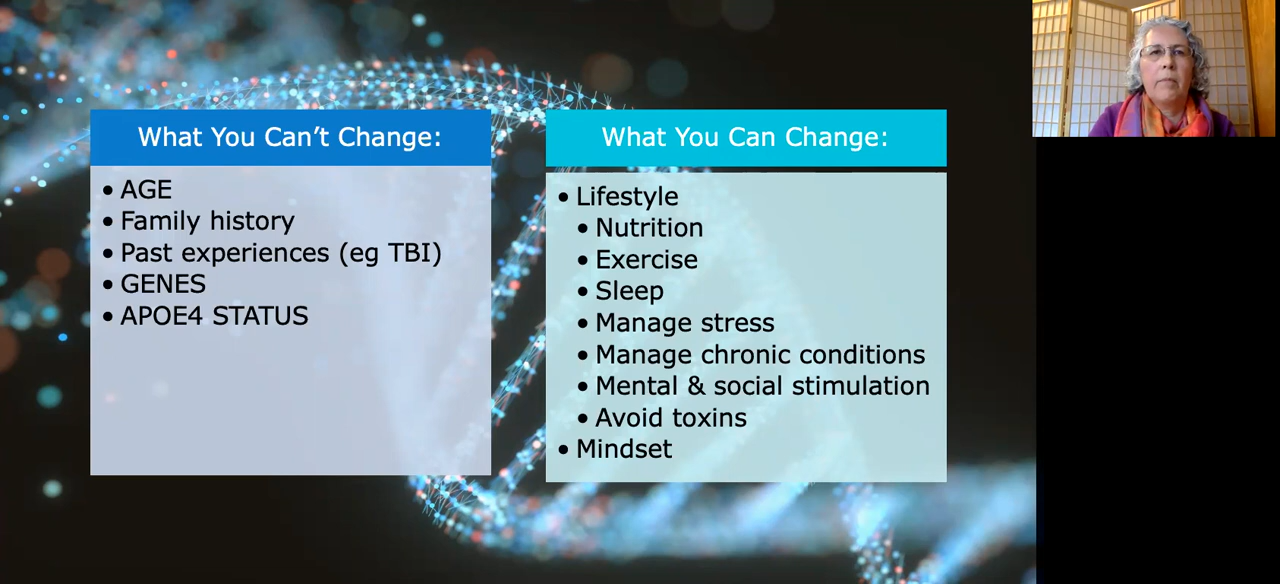 What You Can’t Change:
• AGE
• Family history
• Past experiences (eg TBI)
• GENES
• APOE4 STATUS
What You Can Change:
• Lifestyle
• Nutrition
• Exercise
• Sleep
• Manage stress
• Manage chronic conditions
• Mental & social stimulation
• Avoid toxins
• Mindset